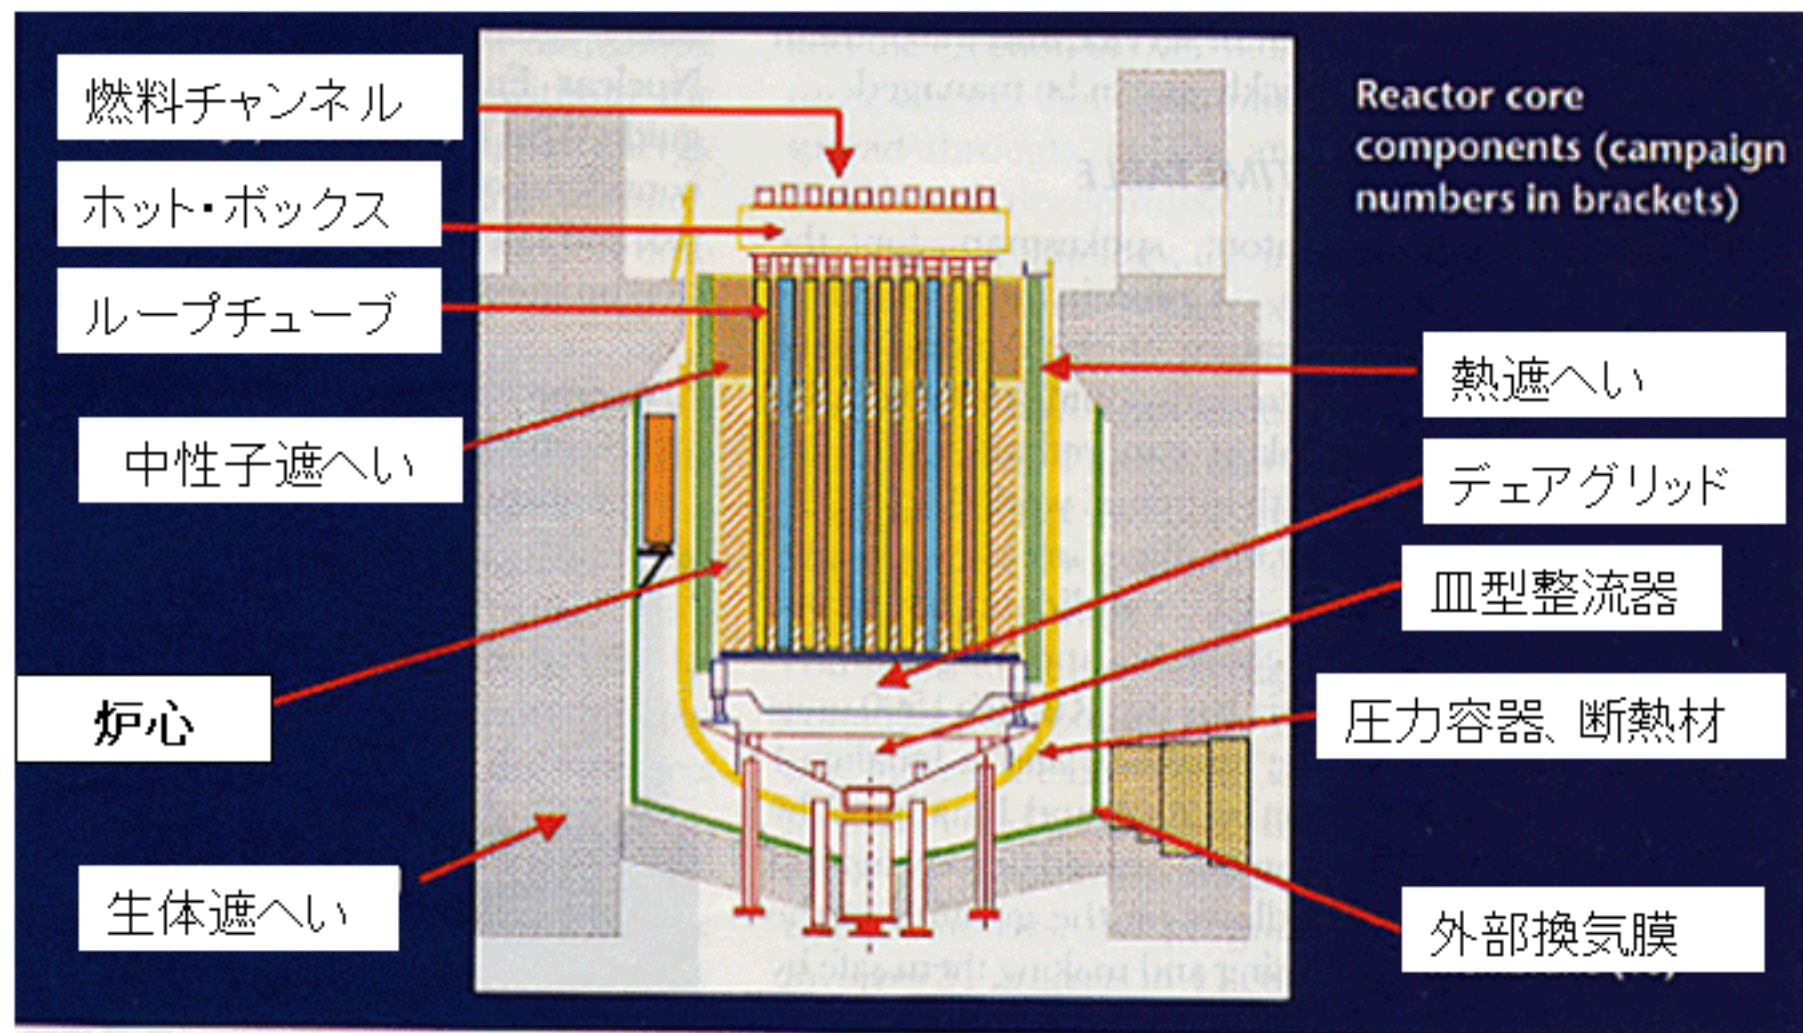 燃料チャンネル
ホット・ボックス
ループチューブ
中性子遮へい
炉心
生体遮へい
Reactor core
components (campaign
numbers in brackets)
熱遮へい
デェアグリッド
皿型整流器
圧力容器、断熱材
外部換気膜